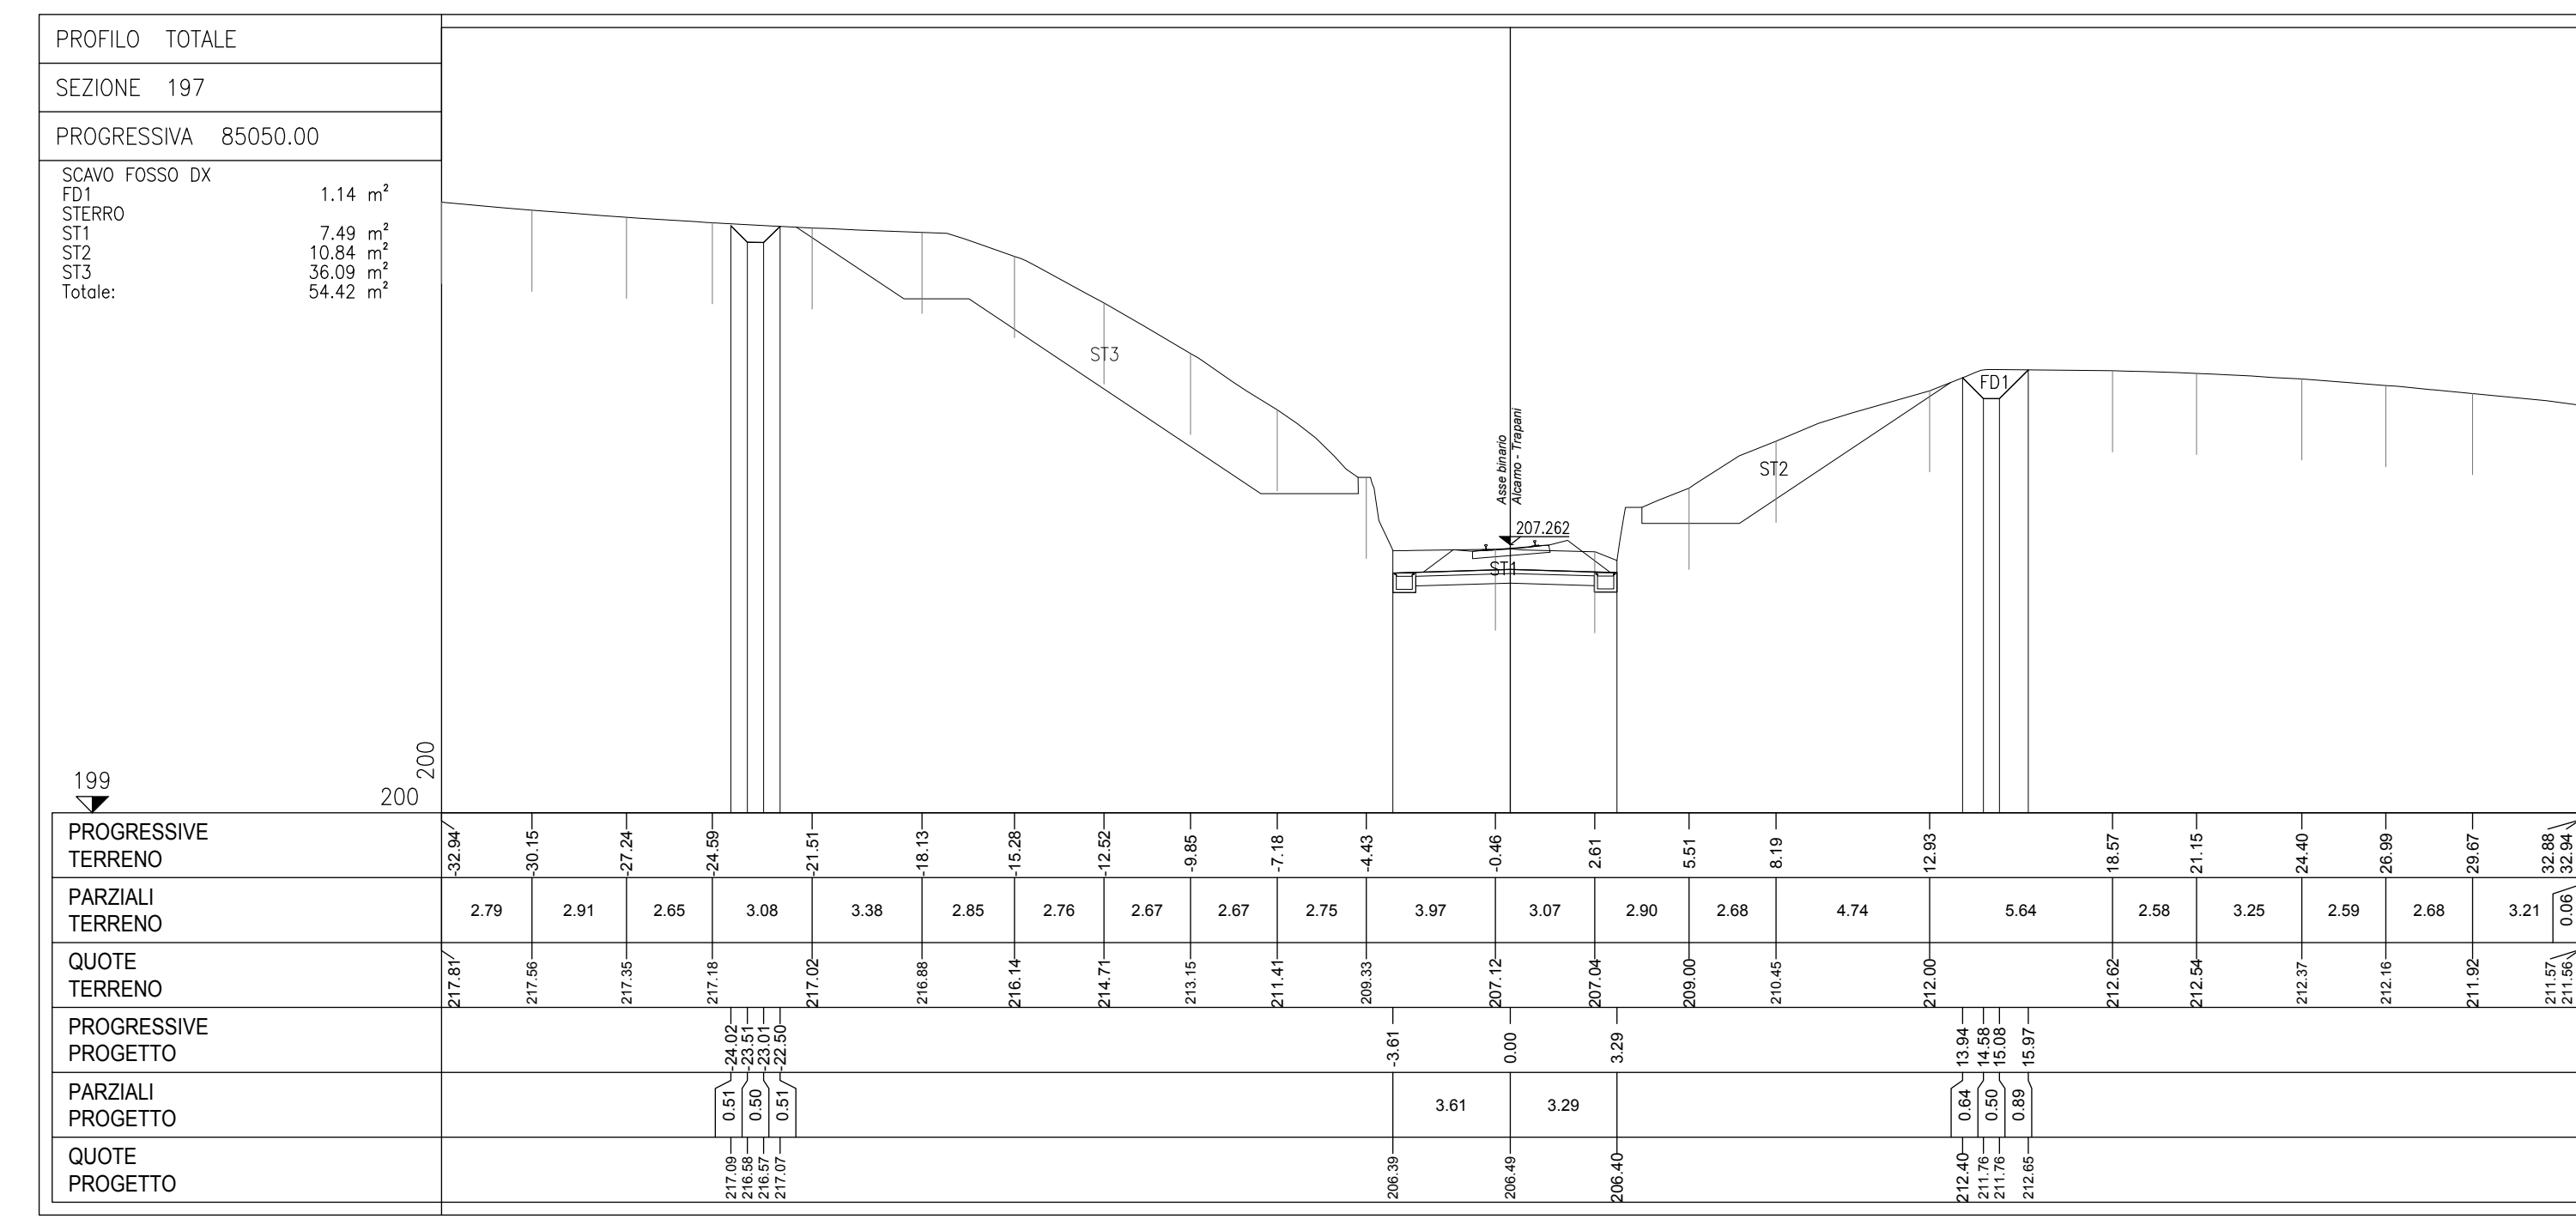 PROFILO TOTALE
SEZIONE 197
PROGRESSIVA 85050.00
SCAVO FOSSO DX
FD1 1.14 m²
STERRO
ST1 7.49 m²
ST2 10.84 m²
ST3 36.09 m²
Totale: 54.42 m²
ST3
Asse binario
Alcamo - Trapani
207.262
ST1
ST2
FD1
200
199
200
PROGRESSIVE
TERRENO
-32.94 -30.15 -27.24 -24.59 -21.51 -18.13 -15.28 -12.52 -9.85 -7.18 -4.43 -0.46 2.61 5.51 8.19 12.93 18.57 21.15 24.40 26.99 29.67 32.88 32.94
PARZIALI
TERRENO
2.79 2.91 2.65 3.08 3.38 2.85 2.76 2.67 2.67 2.75 3.97 3.07 2.90 2.68 4.74 5.64 2.58 3.25 2.59 2.68 3.21 0.06
QUOTE
TERRENO
217.81 217.56 217.35 217.18 217.02 216.88 216.14 214.71 213.15 211.41 209.33 207.12 207.04 209.00 210.45 212.00 212.62 212.54 212.37 212.16 211.92 211.57 211.56
PROGRESSIVE
PROGETTO
-24.02 -23.51 -23.01 -22.50 -3.61 0.00 3.29 13.94 14.58 15.08 15.97
PARZIALI
PROGETTO
0.51 0.50 0.51 3.61 3.29 0.64 0.50 0.89
QUOTE
PROGETTO
217.09 216.58 216.57 217.07 206.39 206.49 206.40 212.40 211.76 211.76 212.65